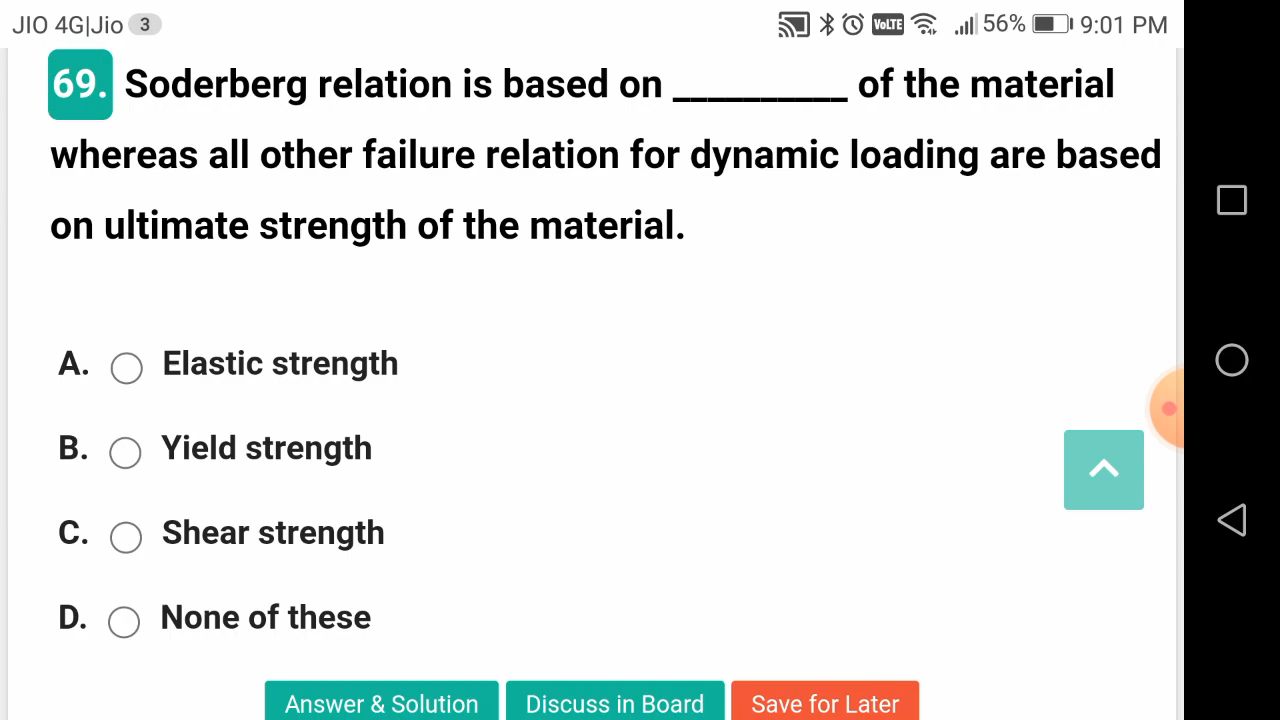 JIO 4G|Jio 3 VoLTE 56% 9:01 PM
69. Soderberg relation is based on __________ of the material
whereas all other failure relation for dynamic loading are based
on ultimate strength of the material.
A. Elastic strength
B. Yield strength
C. Shear strength
D. None of these
Answer & Solution Discuss in Board Save for Later